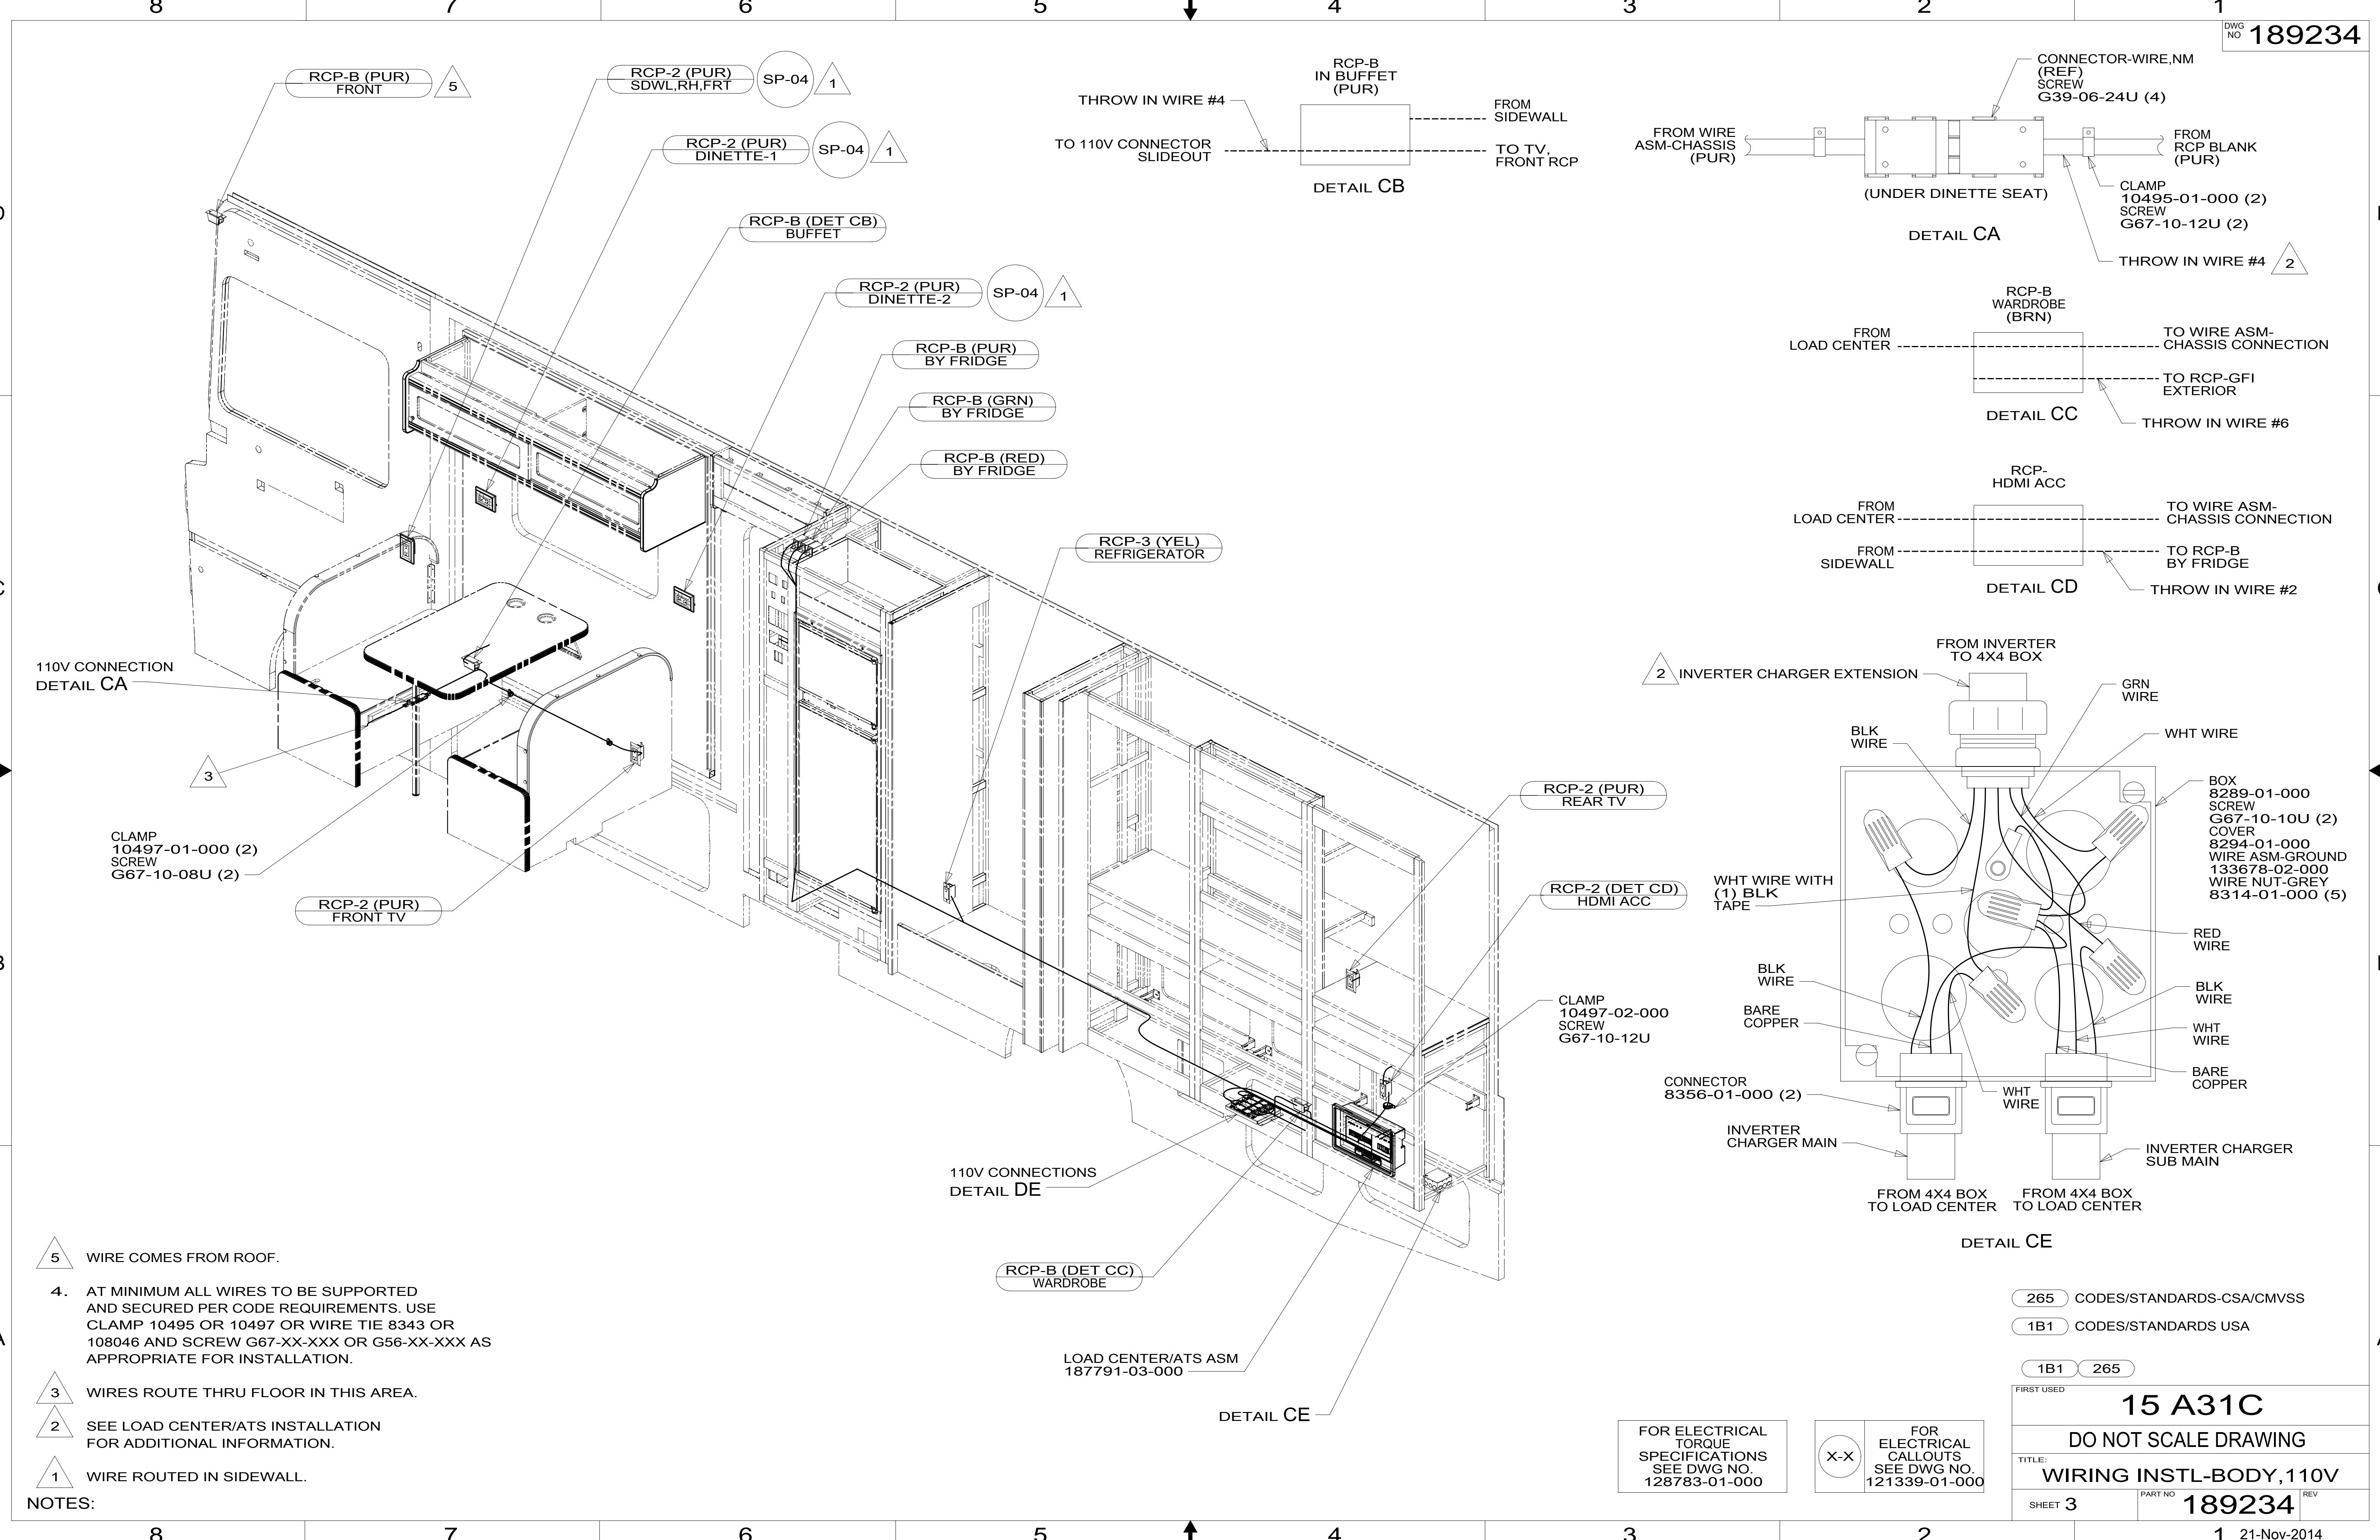 8 7 6 5 4 3 2 1
DWG NO 189234
RCP-B (PUR)
FRONT
5
RCP-2 (PUR)
SDWL,RH,FRT
SP-04
1
RCP-2 (PUR)
DINETTE-1
SP-04
1
RCP-B (DET CB)
BUFFET
RCP-2 (PUR)
DINETTE-2
SP-04
1
RCP-B (PUR)
BY FRIDGE
RCP-B (GRN)
BY FRIDGE
RCP-B (RED)
BY FRIDGE
RCP-3 (YEL)
REFRIGERATOR
RCP-2 (PUR)
REAR TV
RCP-2 (DET CD)
HDMI ACC
CLAMP
10497-02-000
SCREW
G67-10-12U
110V CONNECTION
DETAIL CA
3
CLAMP
10497-01-000 (2)
SCREW
G67-10-08U (2)
RCP-2 (PUR)
FRONT TV
110V CONNECTIONS
DETAIL DE
RCP-B (DET CC)
WARDROBE
LOAD CENTER/ATS ASM
187791-03-000
DETAIL CE
RCP-B
IN BUFFET
(PUR)
THROW IN WIRE #4
FROM
SIDEWALL
TO 110V CONNECTOR
SLIDEOUT
TO TV,
FRONT RCP
DETAIL CB
CONNECTOR-WIRE,NM
(REF)
SCREW
G39-06-24U (4)
FROM WIRE
ASM-CHASSIS
(PUR)
FROM
RCP BLANK
(PUR)
(UNDER DINETTE SEAT)
CLAMP
10495-01-000 (2)
SCREW
G67-10-12U (2)
DETAIL CA
THROW IN WIRE #4
2
RCP-B
WARDROBE
(BRN)
FROM
LOAD CENTER
TO WIRE ASM-
CHASSIS CONNECTION
TO RCP-GFI
EXTERIOR
DETAIL CC
THROW IN WIRE #6
RCP-
HDMI ACC
FROM
LOAD CENTER
TO WIRE ASM-
CHASSIS CONNECTION
FROM
SIDEWALL
TO RCP-B
BY FRIDGE
DETAIL CD
THROW IN WIRE #2
FROM INVERTER
TO 4X4 BOX
2
INVERTER CHARGER EXTENSION
GRN
WIRE
BLK
WIRE
WHT WIRE
BOX
8289-01-000
SCREW
G67-10-10U (2)
COVER
8294-01-000
WIRE ASM-GROUND
133678-02-000
WIRE NUT-GREY
8314-01-000 (5)
WHT WIRE WITH
(1) BLK
TAPE
RED
WIRE
BLK
WIRE
BLK
WIRE
BARE
COPPER
WHT
WIRE
BARE
COPPER
CONNECTOR
8356-01-000 (2)
WHT
WIRE
INVERTER
CHARGER MAIN
INVERTER CHARGER
SUB MAIN
FROM 4X4 BOX
TO LOAD CENTER
FROM 4X4 BOX
TO LOAD CENTER
DETAIL CE
5 WIRE COMES FROM ROOF.
4. AT MINIMUM ALL WIRES TO BE SUPPORTED
AND SECURED PER CODE REQUIREMENTS. USE
CLAMP 10495 OR 10497 OR WIRE TIE 8343 OR
108046 AND SCREW G67-XX-XXX OR G56-XX-XXX AS
APPROPRIATE FOR INSTALLATION.
3 WIRES ROUTE THRU FLOOR IN THIS AREA.
2 SEE LOAD CENTER/ATS INSTALLATION
FOR ADDITIONAL INFORMATION.
1 WIRE ROUTED IN SIDEWALL.
NOTES:
265 CODES/STANDARDS-CSA/CMVSS
1B1 CODES/STANDARDS USA
1B1 265
FOR ELECTRICAL
TORQUE
SPECIFICATIONS
SEE DWG NO.
128783-01-000
X-X
FOR
ELECTRICAL
CALLOUTS
SEE DWG NO.
121339-01-000
FIRST USED
15 A31C
DO NOT SCALE DRAWING
TITLE:
WIRING INSTL-BODY,110V
SHEET 3
PART NO 189234
REV
8 7 6 5 4 3 2 1
21-Nov-2014